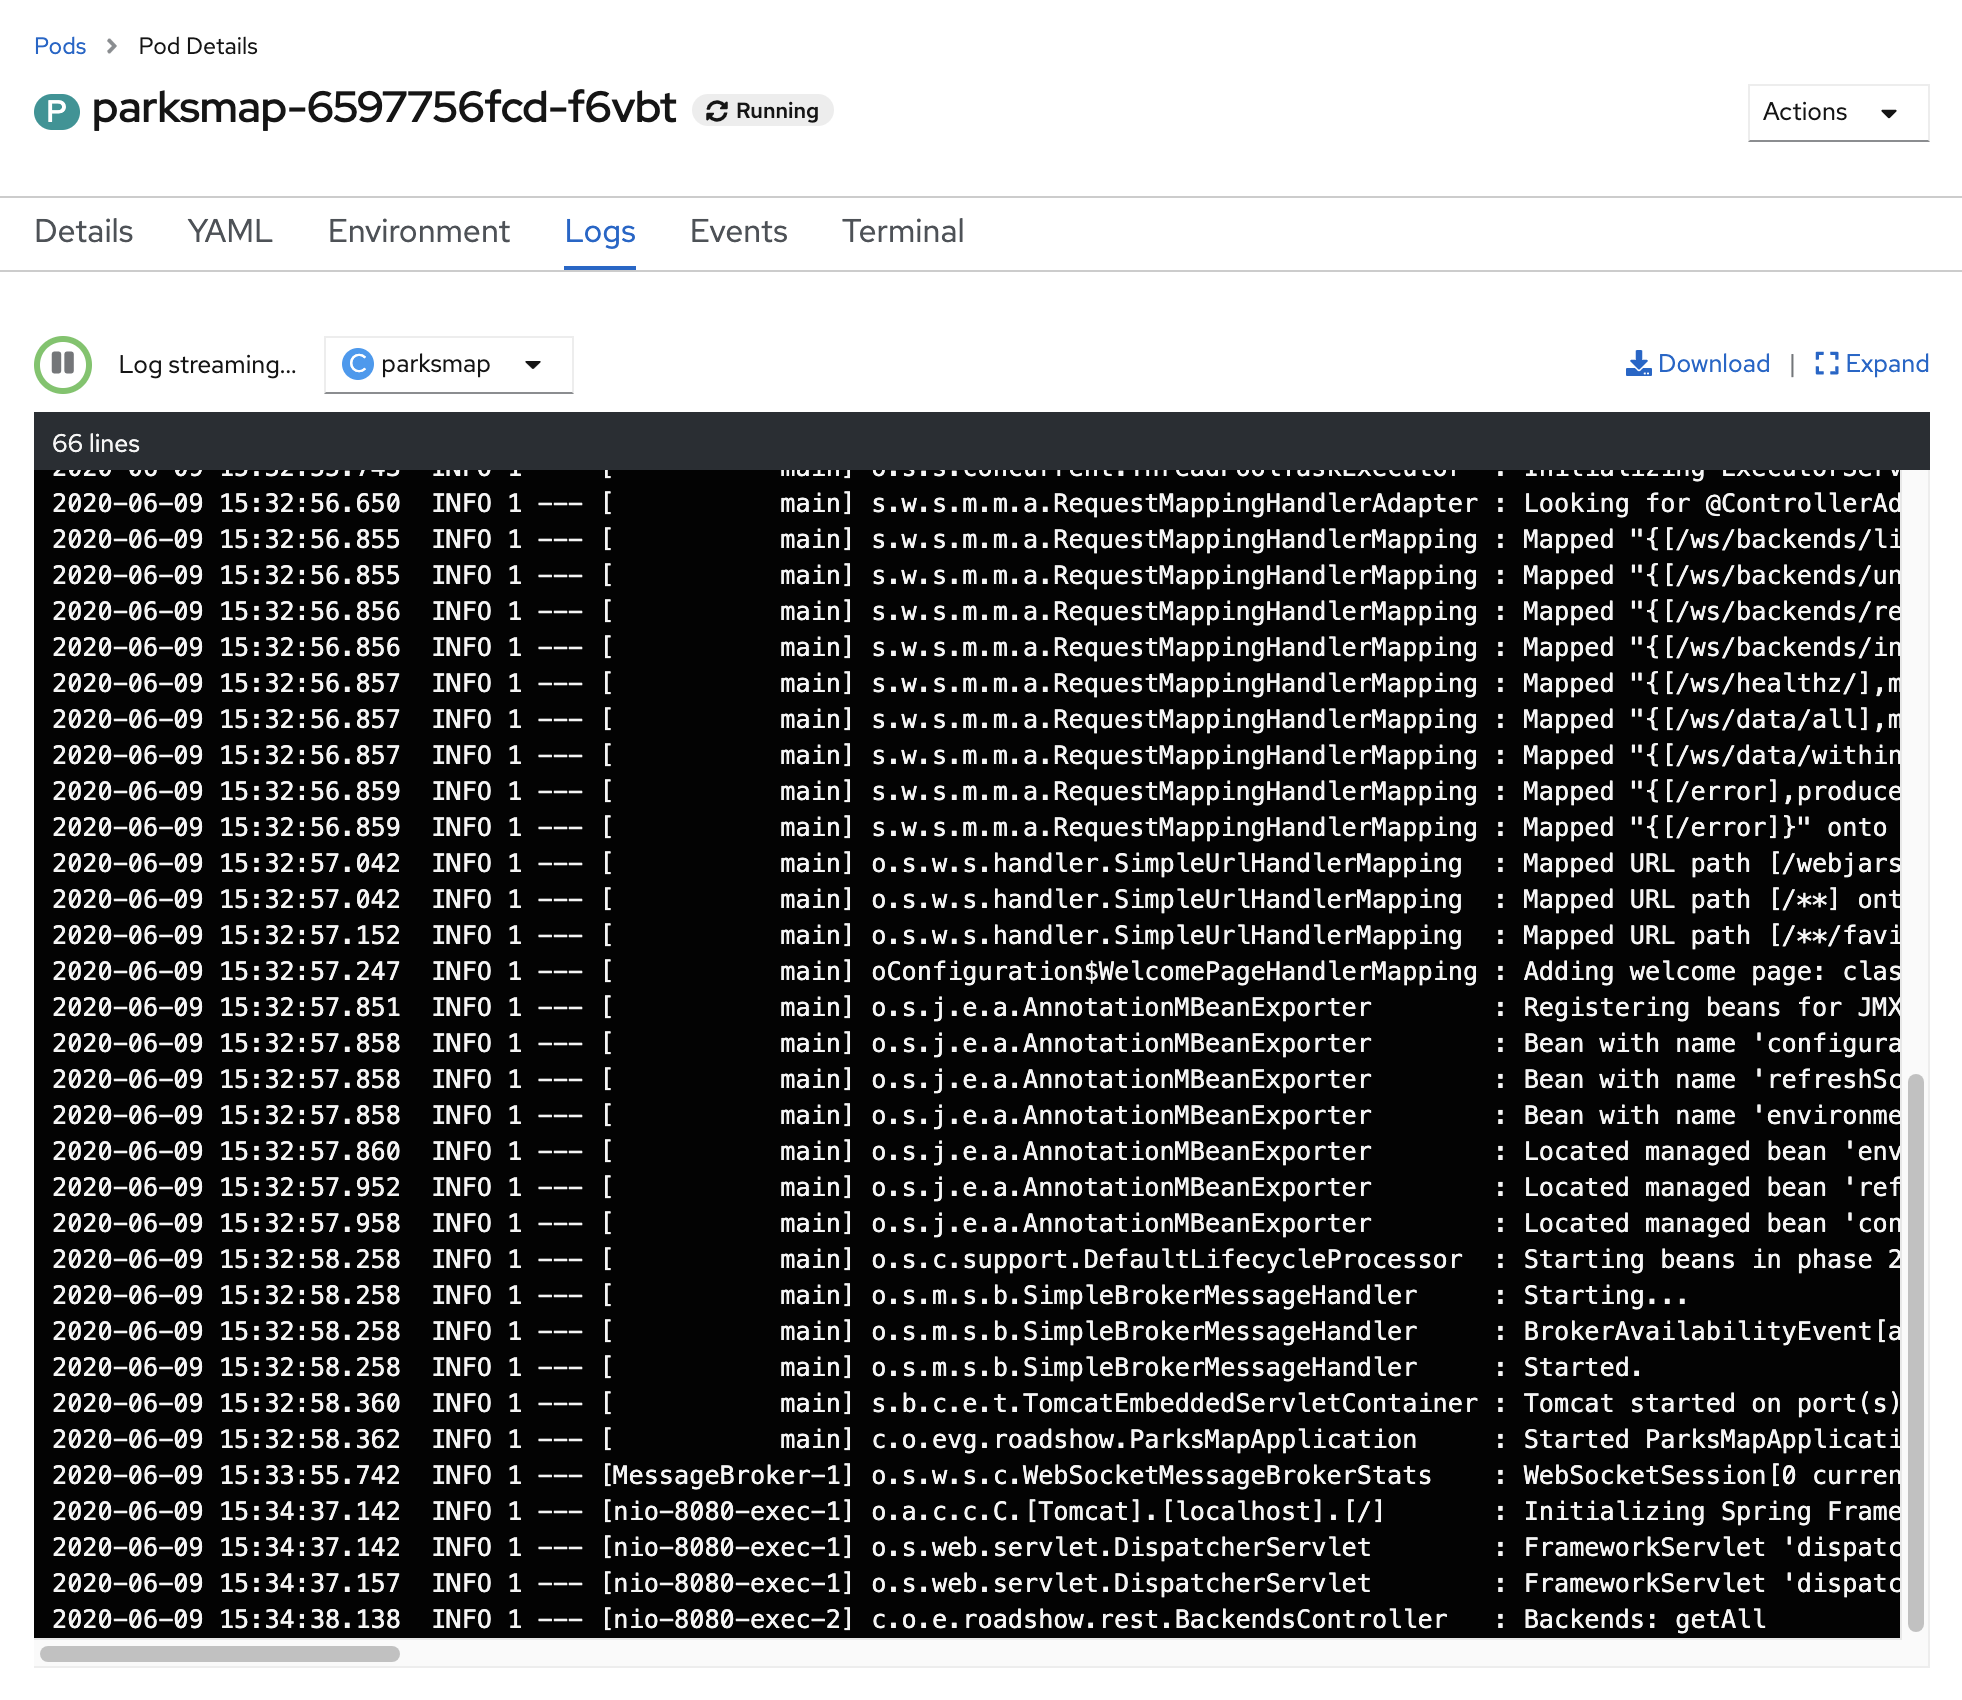 Pods > Pod Details
P parksmap-6597756fcd-f6vbt Running
Actions
Details YAML Environment Logs Events Terminal
Log streaming... C parksmap Download | Expand
66 lines
2020-06-09 15:32:55.745  INFO 1 --- [           main] o.s.s.concurrent.ThreadPoolTaskExecutor  : Initializing ExecutorServ
2020-06-09 15:32:56.650  INFO 1 --- [           main] s.w.s.m.m.a.RequestMappingHandlerAdapter : Looking for @ControllerAd
2020-06-09 15:32:56.855  INFO 1 --- [           main] s.w.s.m.m.a.RequestMappingHandlerMapping : Mapped "{[/ws/backends/li
2020-06-09 15:32:56.855  INFO 1 --- [           main] s.w.s.m.m.a.RequestMappingHandlerMapping : Mapped "{[/ws/backends/un
2020-06-09 15:32:56.856  INFO 1 --- [           main] s.w.s.m.m.a.RequestMappingHandlerMapping : Mapped "{[/ws/backends/re
2020-06-09 15:32:56.856  INFO 1 --- [           main] s.w.s.m.m.a.RequestMappingHandlerMapping : Mapped "{[/ws/backends/in
2020-06-09 15:32:56.857  INFO 1 --- [           main] s.w.s.m.m.a.RequestMappingHandlerMapping : Mapped "{[/ws/healthz/],m
2020-06-09 15:32:56.857  INFO 1 --- [           main] s.w.s.m.m.a.RequestMappingHandlerMapping : Mapped "{[/ws/data/all],m
2020-06-09 15:32:56.857  INFO 1 --- [           main] s.w.s.m.m.a.RequestMappingHandlerMapping : Mapped "{[/ws/data/within
2020-06-09 15:32:56.859  INFO 1 --- [           main] s.w.s.m.m.a.RequestMappingHandlerMapping : Mapped "{[/error],produce
2020-06-09 15:32:56.859  INFO 1 --- [           main] s.w.s.m.m.a.RequestMappingHandlerMapping : Mapped "{[/error]}" onto
2020-06-09 15:32:57.042  INFO 1 --- [           main] o.s.w.s.handler.SimpleUrlHandlerMapping  : Mapped URL path [/webjars
2020-06-09 15:32:57.042  INFO 1 --- [           main] o.s.w.s.handler.SimpleUrlHandlerMapping  : Mapped URL path [/**] ont
2020-06-09 15:32:57.152  INFO 1 --- [           main] o.s.w.s.handler.SimpleUrlHandlerMapping  : Mapped URL path [/**/favi
2020-06-09 15:32:57.247  INFO 1 --- [           main] oConfiguration$WelcomePageHandlerMapping : Adding welcome page: clas
2020-06-09 15:32:57.851  INFO 1 --- [           main] o.s.j.e.a.AnnotationMBeanExporter        : Registering beans for JMX
2020-06-09 15:32:57.858  INFO 1 --- [           main] o.s.j.e.a.AnnotationMBeanExporter        : Bean with name 'configura
2020-06-09 15:32:57.858  INFO 1 --- [           main] o.s.j.e.a.AnnotationMBeanExporter        : Bean with name 'refreshSc
2020-06-09 15:32:57.858  INFO 1 --- [           main] o.s.j.e.a.AnnotationMBeanExporter        : Bean with name 'environme
2020-06-09 15:32:57.860  INFO 1 --- [           main] o.s.j.e.a.AnnotationMBeanExporter        : Located managed bean 'env
2020-06-09 15:32:57.952  INFO 1 --- [           main] o.s.j.e.a.AnnotationMBeanExporter        : Located managed bean 'ref
2020-06-09 15:32:57.958  INFO 1 --- [           main] o.s.j.e.a.AnnotationMBeanExporter        : Located managed bean 'con
2020-06-09 15:32:58.258  INFO 1 --- [           main] o.s.c.support.DefaultLifecycleProcessor  : Starting beans in phase 2
2020-06-09 15:32:58.258  INFO 1 --- [           main] o.s.m.s.b.SimpleBrokerMessageHandler     : Starting...
2020-06-09 15:32:58.258  INFO 1 --- [           main] o.s.m.s.b.SimpleBrokerMessageHandler     : BrokerAvailabilityEvent[a
2020-06-09 15:32:58.258  INFO 1 --- [           main] o.s.m.s.b.SimpleBrokerMessageHandler     : Started.
2020-06-09 15:32:58.360  INFO 1 --- [           main] s.b.c.e.t.TomcatEmbeddedServletContainer : Tomcat started on port(s)
2020-06-09 15:32:58.362  INFO 1 --- [           main] c.o.evg.roadshow.ParksMapApplication     : Started ParksMapApplicati
2020-06-09 15:33:55.742  INFO 1 --- [MessageBroker-1] o.s.w.s.c.WebSocketMessageBrokerStats    : WebSocketSession[0 curren
2020-06-09 15:34:37.142  INFO 1 --- [nio-8080-exec-1] o.a.c.c.C.[Tomcat].[localhost].[/]       : Initializing Spring Frame
2020-06-09 15:34:37.142  INFO 1 --- [nio-8080-exec-1] o.s.web.servlet.DispatcherServlet        : FrameworkServlet 'dispatc
2020-06-09 15:34:37.157  INFO 1 --- [nio-8080-exec-1] o.s.web.servlet.DispatcherServlet        : FrameworkServlet 'dispatc
2020-06-09 15:34:38.138  INFO 1 --- [nio-8080-exec-2] c.o.e.roadshow.rest.BackendsController   : Backends: getAll